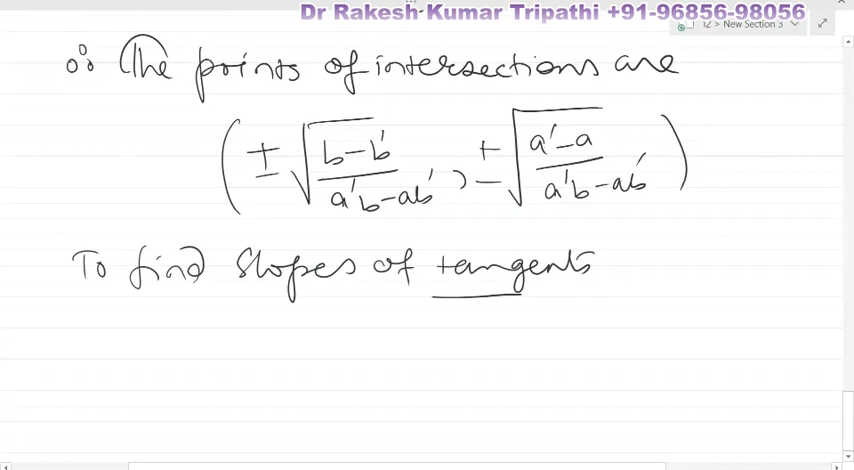 Dr Rakesh Kumar Tripathi +91-96856-98056
12 > New Section 3
∴ The points of intersections are
(±√((b-b')/(a'b-ab')), ±√((a'-a)/(a'b-ab')))
To find slopes of tangents